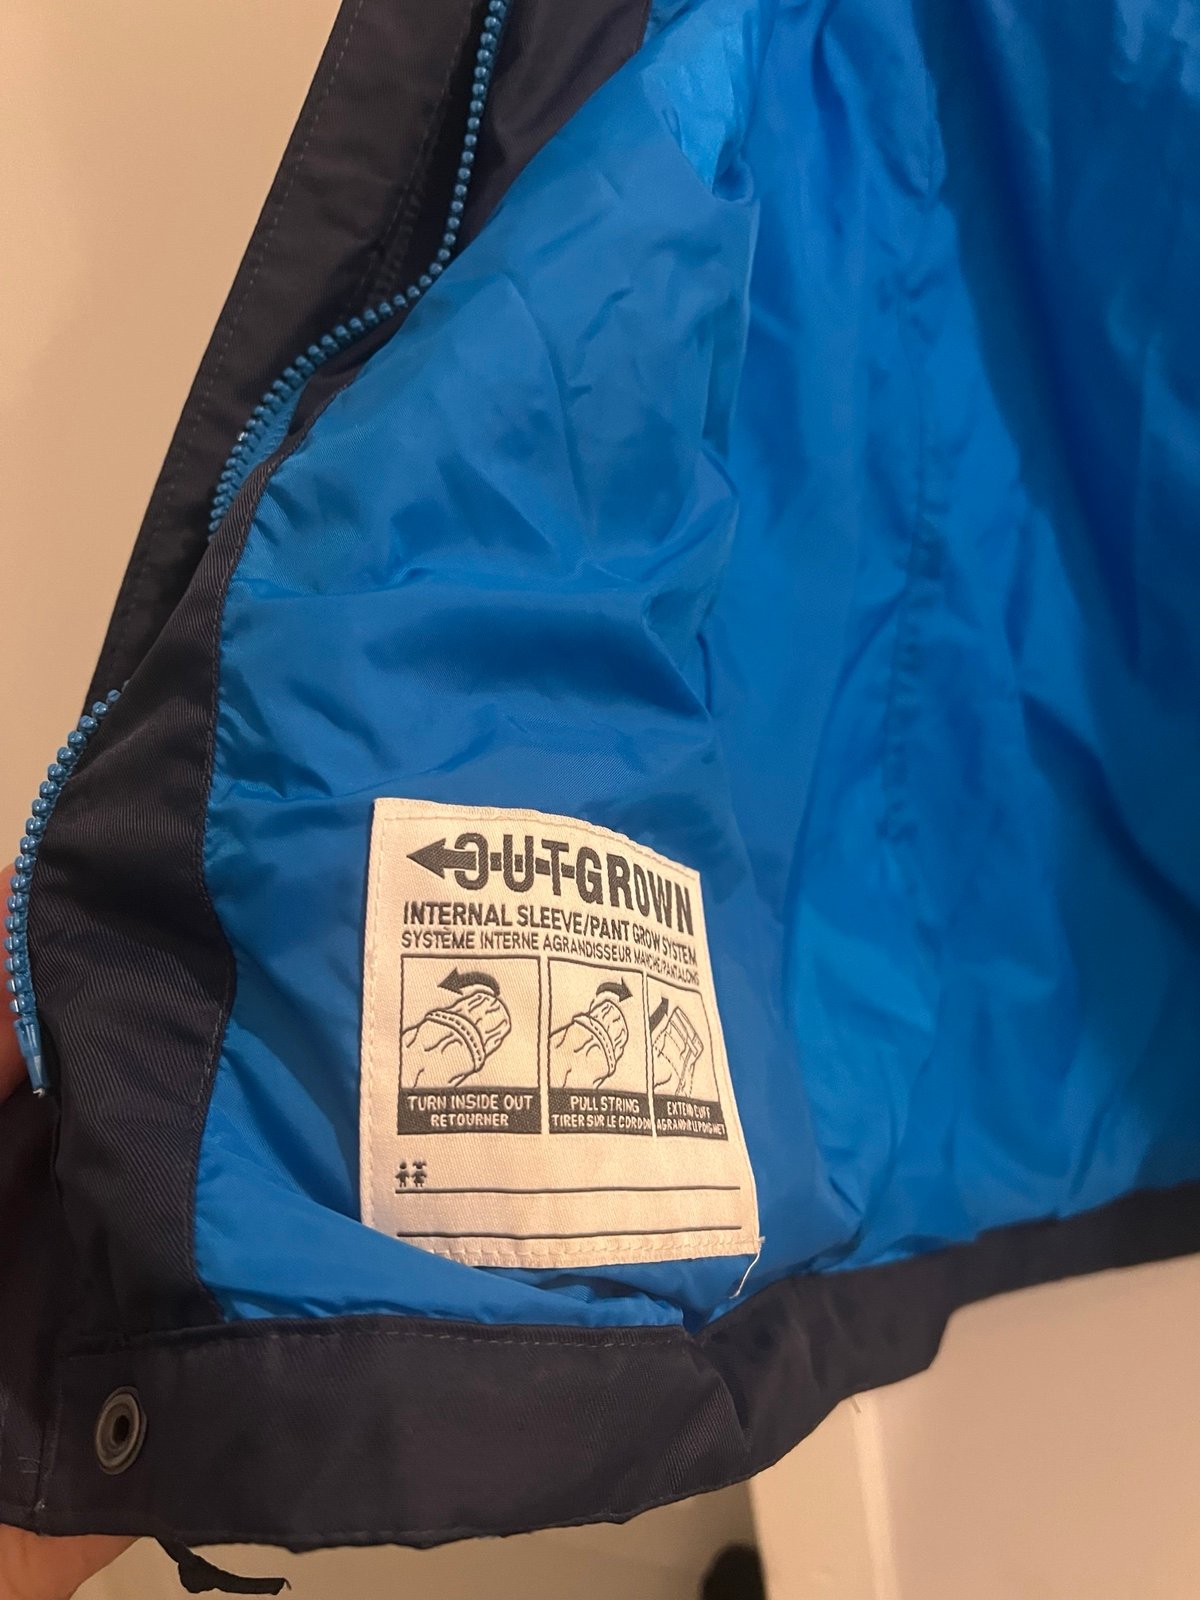 OUTGROWN
INTERNAL SLEEVE/PANT GROW SYSTEM
SYSTÈME INTERNE AGRANDISSEUR MANCHE/PANTALONS
TURN INSIDE OUT
RETOURNER
PULL STRING
TIRER SUR LE CORDON
EXTEND CUFF
AGRANDIR LE POIGNET